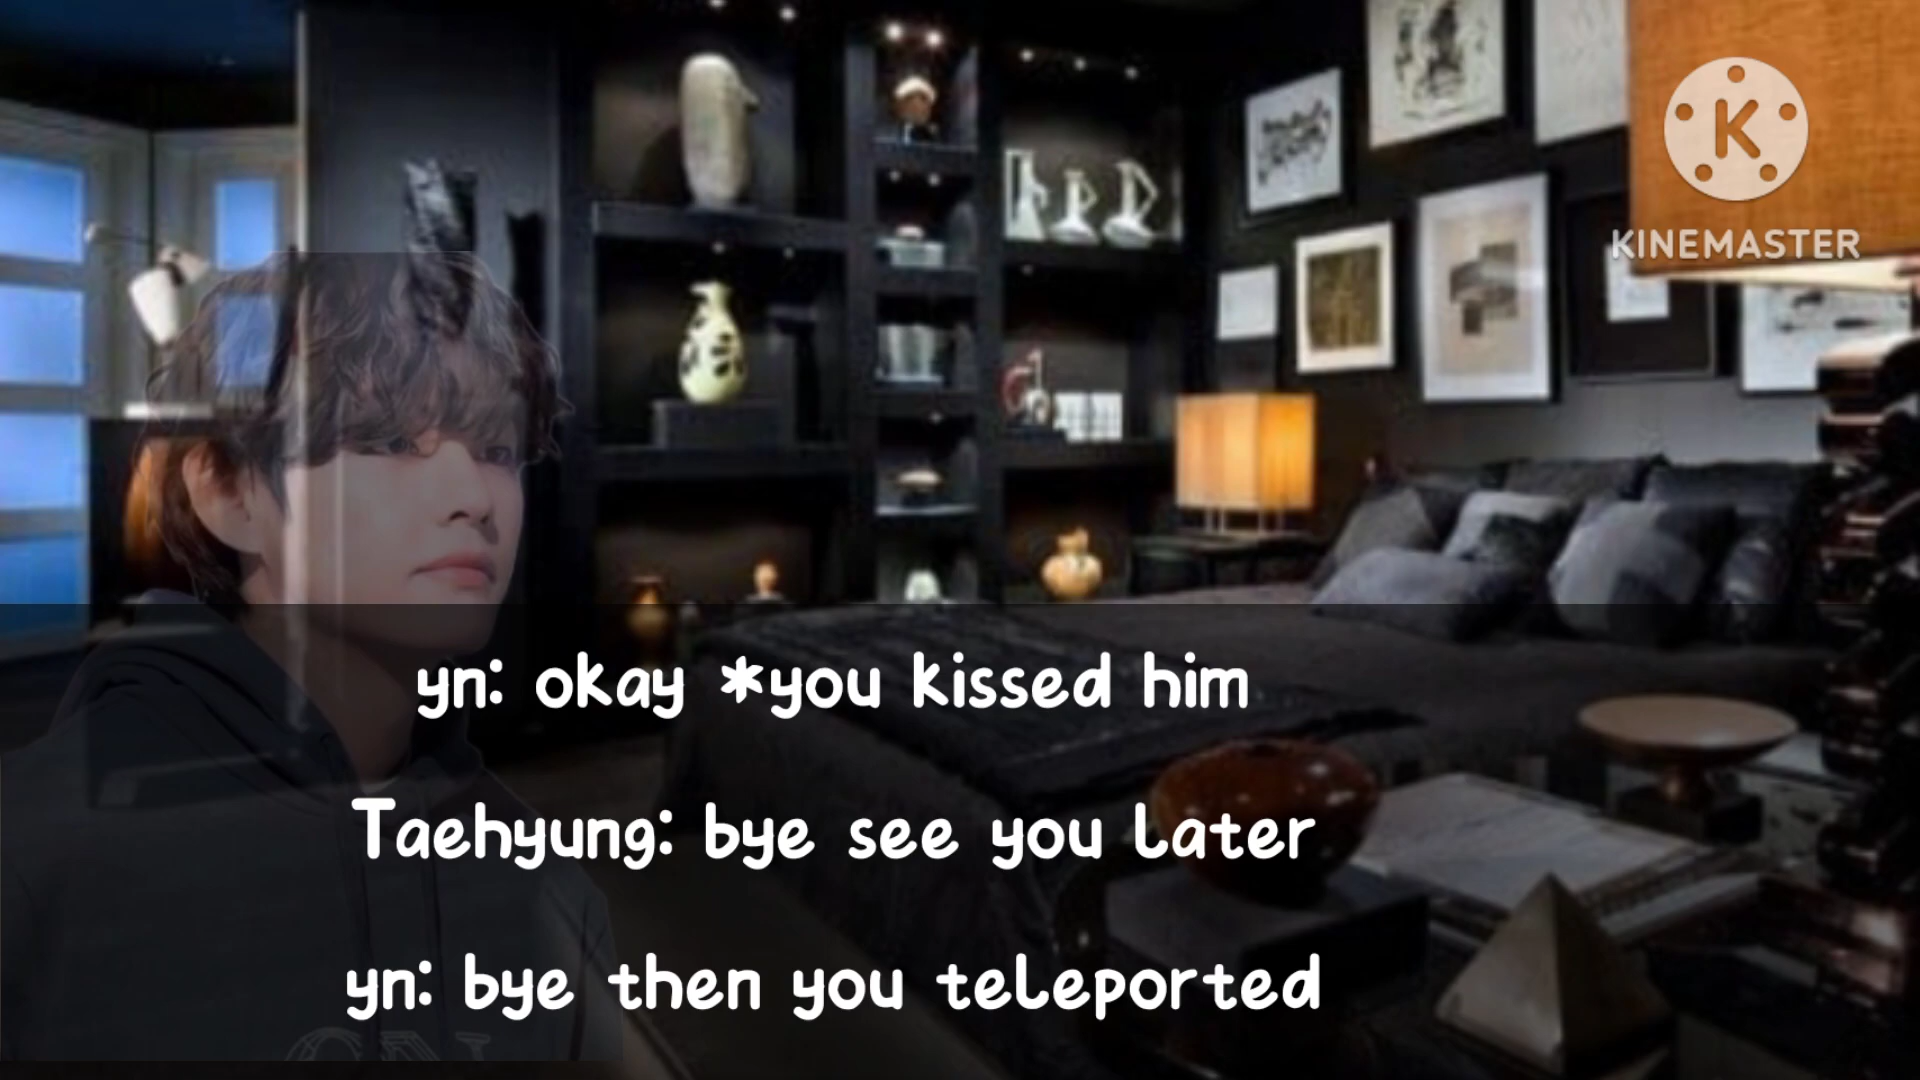 K
KINEMASTER
yn: okay *you kissed him
Taehyung: bye see you later
yn: bye then you teleported